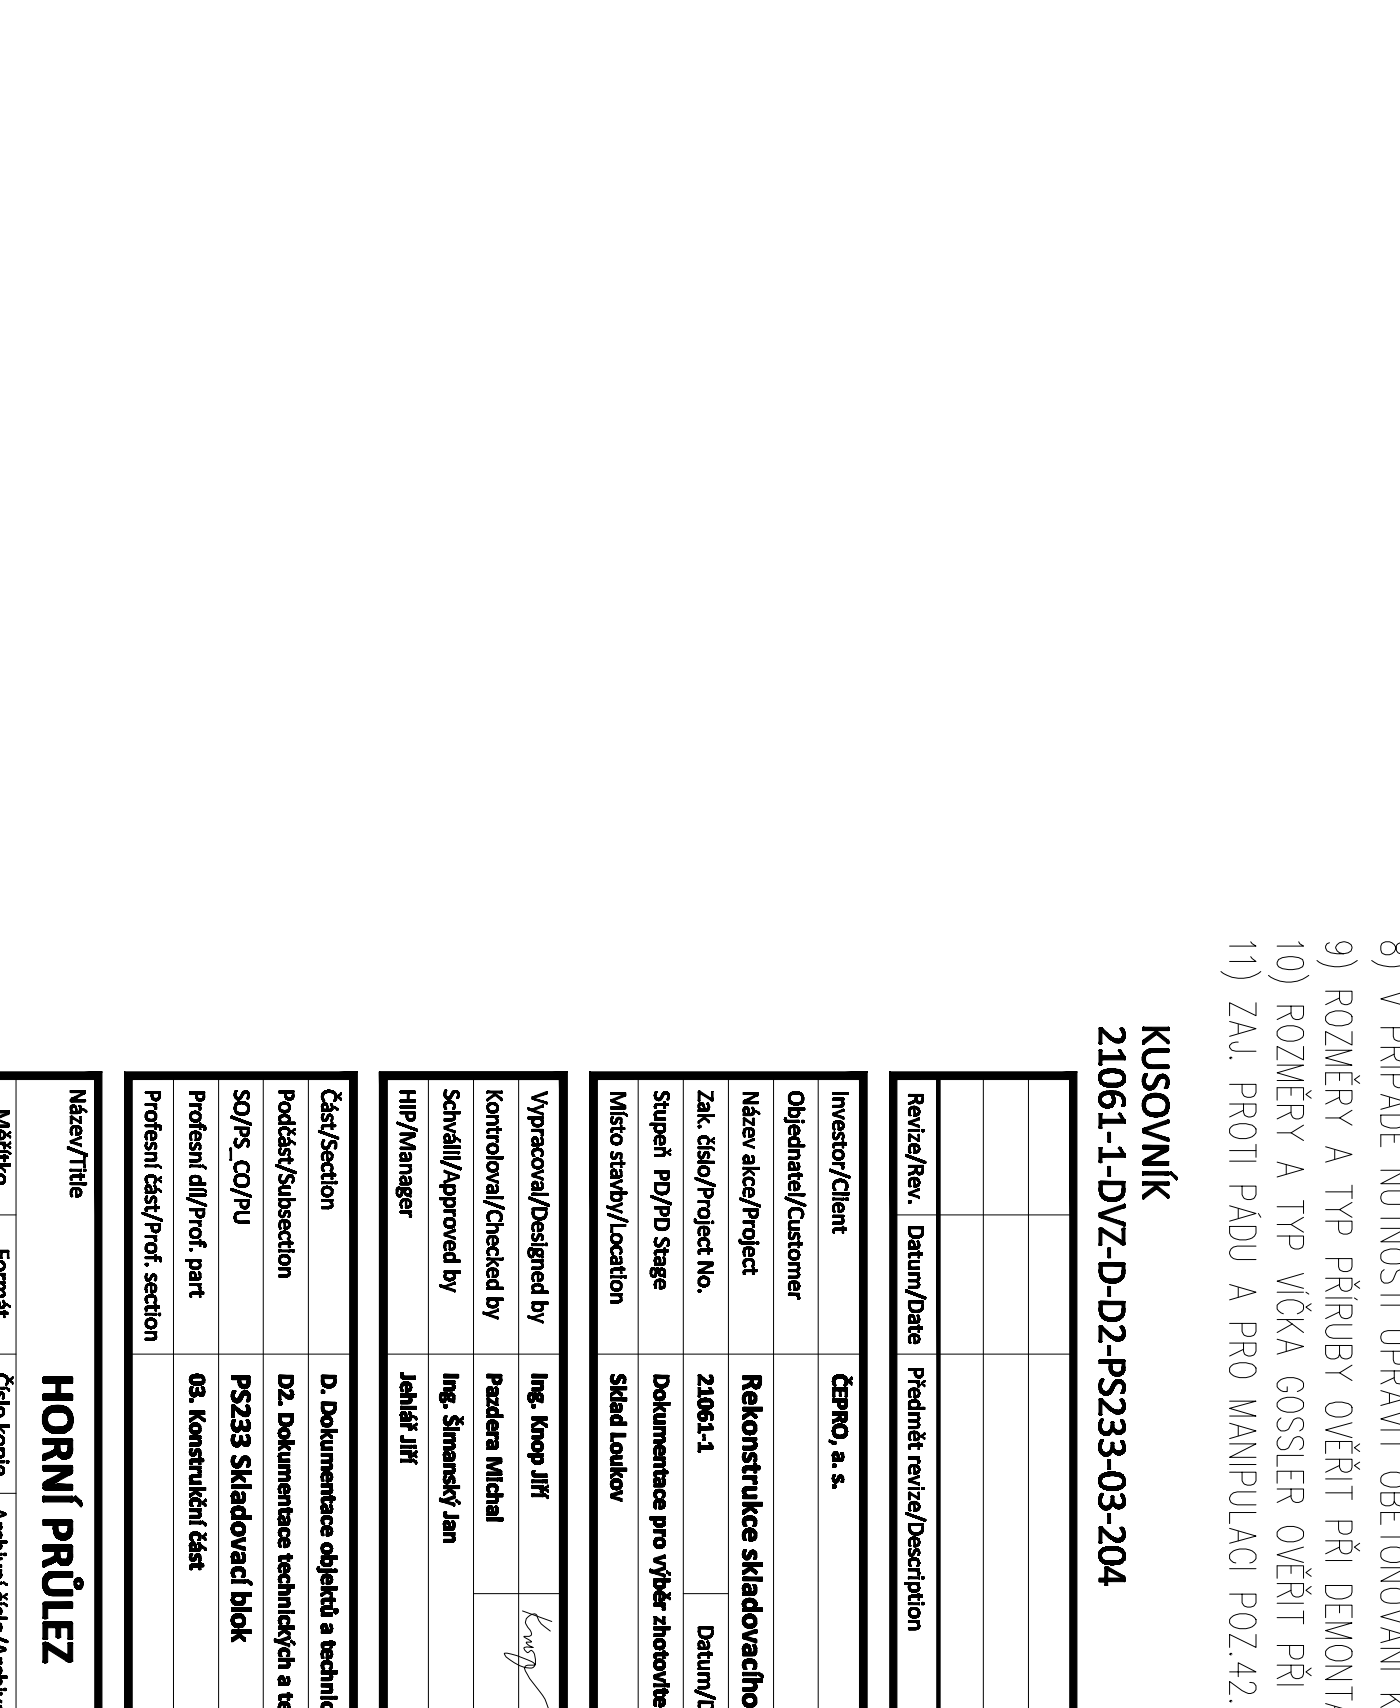 8) V PŘÍPADĚ NUTNOSTI UPRAVIT OBETONOVÁNÍ
9) ROZMĚRY A TYP PŘÍRUBY OVĚŘIT PŘI
10) ROZMĚRY A TYP VÍČKA GOSSLER OVĚŘIT PŘI
11) ZAJ. PROTI PÁDU A PRO MANIPULACI POZ.42.
KUSOVNÍK
21061-1-DVZ-D-D2-PS233-03-204
Revize/Rev. Datum/Date Předmět revize/Description
Investor/Client ČEPRO, a. s.
Objednatel/Customer
Název akce/Project Rekonstrukce skladovacího
Zak. číslo/Project No. 21061-1
Stupeň PD/PD Stage Dokumentace pro výběr
Místo stavby/Location Sklad Loukov
Vypracoval/Designed by Ing. Knop Jiří Knop
Kontroloval/Checked by Pazdera Michal
Schválil/Approved by Ing. Šimanský Jan
HIP/Manager Jehlář Jiří
Část/Section D. Dokumentace objektů a
Podčást/Subsection D2. Dokumentace technických a
SO/PS_CO/PU PS233 Skladovací blok
Profesní díl/Prof. part 03. Konstrukční část
Profesní část/Prof. section
Název/Title
HORNÍ PRŮLEZ
Měřítko Formát Číslo kopie